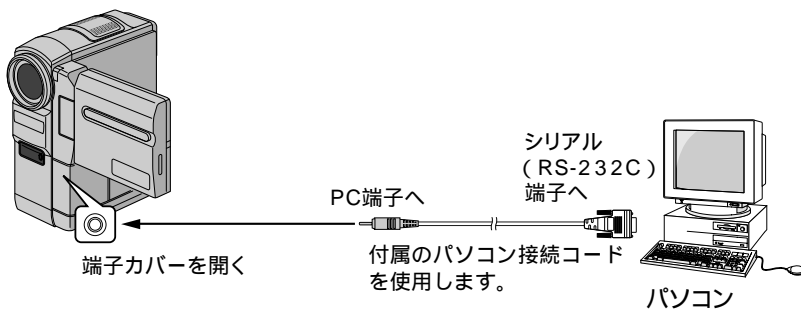 シリアル
（RS-232C）
端子へ
PC端子へ
端子カバーを開く
付属のパソコン接続コード
を使用します。
パソコン